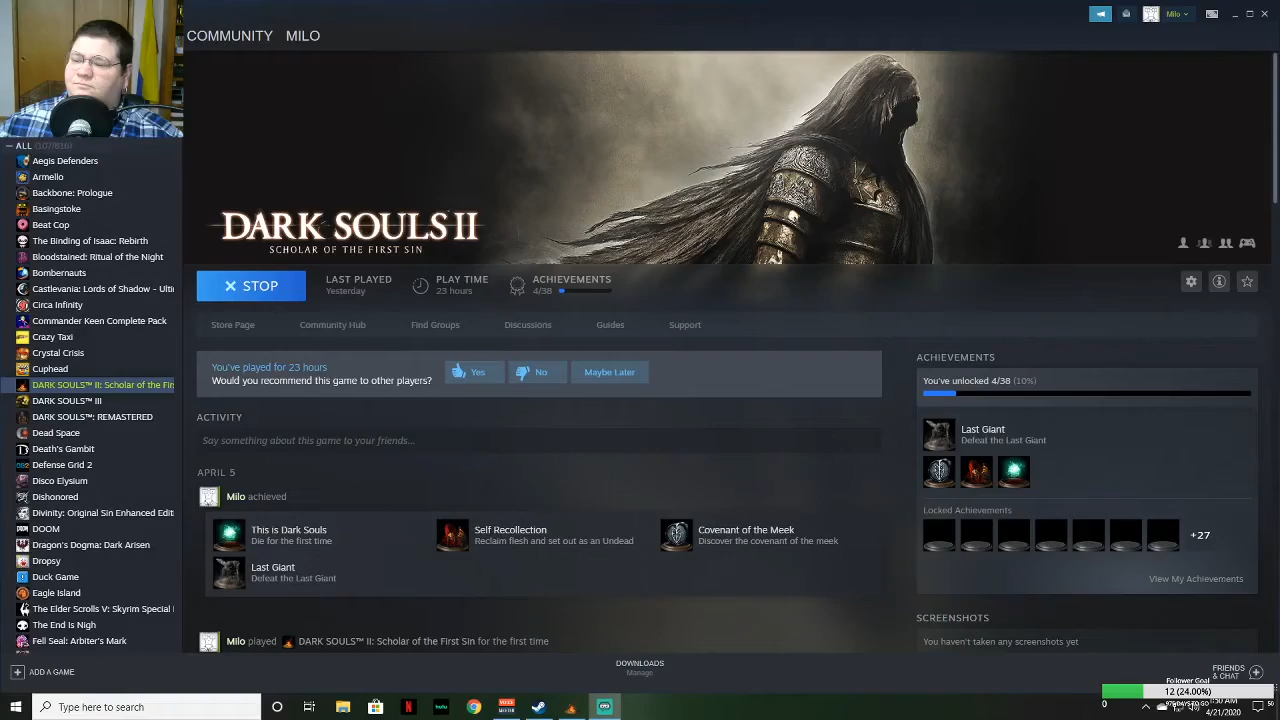 Milo
COMMUNITY MILO
ALL (107/816)
Aegis Defenders
Armello
Backbone: Prologue
Basingstoke
Beat Cop
The Binding of Isaac: Rebirth
Bloodstained: Ritual of the Night
Bombernauts
Castlevania: Lords of Shadow - Ulti
Circa Infinity
Commander Keen Complete Pack
Crazy Taxi
Crystal Crisis
Cuphead
DARK SOULS™ II: Scholar of the Fir
DARK SOULS™ III
DARK SOULS™: REMASTERED
Dead Space
Death's Gambit
Defense Grid 2
Disco Elysium
Dishonored
Divinity: Original Sin Enhanced Edit
DOOM
Dragon's Dogma: Dark Arisen
Dropsy
Duck Game
Eagle Island
The Elder Scrolls V: Skyrim Special
The End is Nigh
Fell Seal: Arbiter's Mark
DARK SOULS II
SCHOLAR OF THE FIRST SIN
STOP
LAST PLAYED
Yesterday
PLAY TIME
23 hours
ACHIEVEMENTS
4/38
Store Page Community Hub Find Groups Discussions Guides Support
You've played for 23 hours
Would you recommend this game to other players?
Yes No Maybe Later
ACTIVITY
Say something about this game to your friends...
APRIL 5
Milo achieved
This is Dark Souls
Die for the first time
Self Recollection
Reclaim flesh and set out as an Undead
Covenant of the Meek
Discover the covenant of the meek
Last Giant
Defeat the Last Giant
Milo played DARK SOULS™ II: Scholar of the First Sin for the first time
ACHIEVEMENTS
You've unlocked 4/38 (10%)
Last Giant
Defeat the Last Giant
Locked Achievements
+27
View My Achievements
SCREENSHOTS
You haven't taken any screenshots yet
ADD A GAME
DOWNLOADS
Manage
FRIENDS
& CHAT
Follower Goal
12 (24.00%)
0 50
Type here to search
hulu
4/21/2020